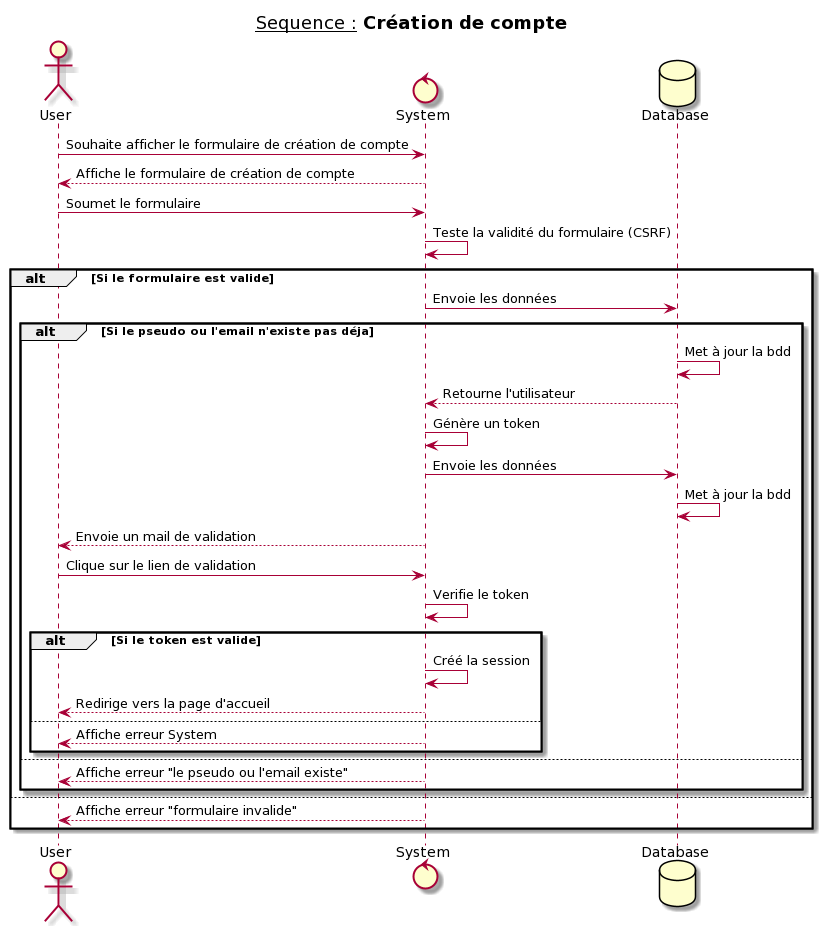 Sequence : Création de compte
User
System
Database
Souhaite afficher le formulaire de création de compte
Affiche le formulaire de création de compte
Soumet le formulaire
Teste la validité du formulaire (CSRF)
alt [Si le formulaire est valide]
Envoie les données
alt [Si le pseudo ou l'email n'existe pas déja]
Met à jour la bdd
Retourne l'utilisateur
Génère un token
Envoie les données
Met à jour la bdd
Envoie un mail de validation
Clique sur le lien de validation
Verifie le token
alt [Si le token est valide]
Créé la session
Redirige vers la page d'accueil
Affiche erreur System
Affiche erreur "le pseudo ou l'email existe"
Affiche erreur "formulaire invalide"
User
System
Database